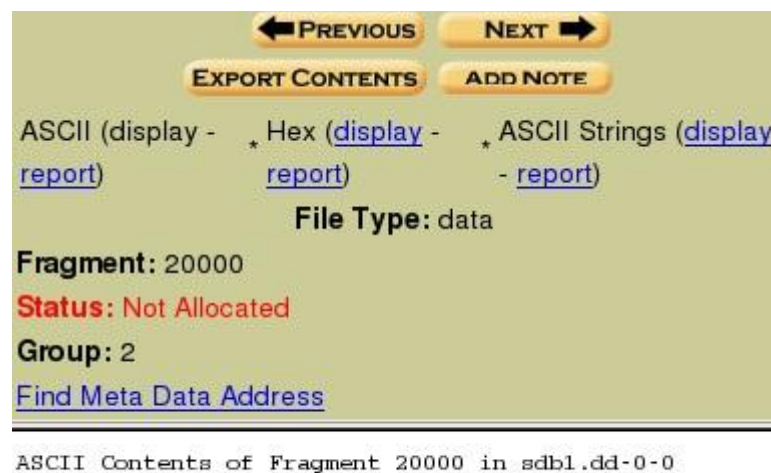 PREVIOUS NEXT
EXPORT CONTENTS ADD NOTE
ASCII (display - * Hex (display - * ASCII Strings (display
report) report) - report)
File Type: data
Fragment: 20000
Status: Not Allocated
Group: 2
Find Meta Data Address
ASCII Contents of Fragment 20000 in sdb1.dd-0-0